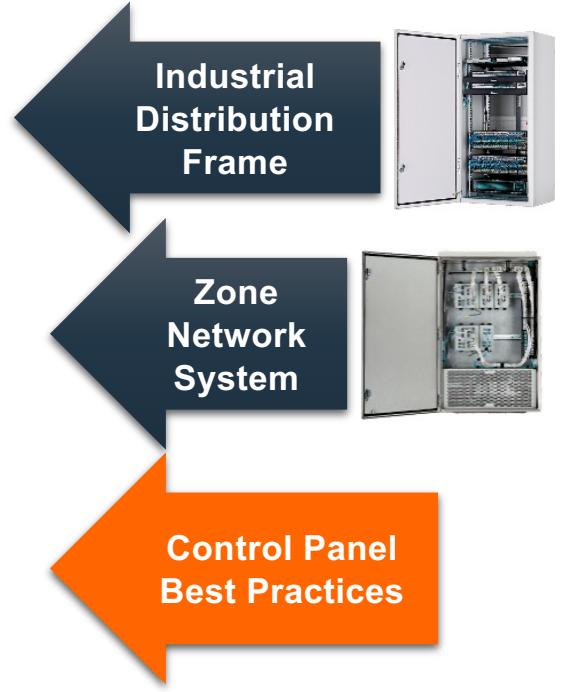 Industrial
Distribution
Frame
Zone
Network
System
Control Panel
Best Practices